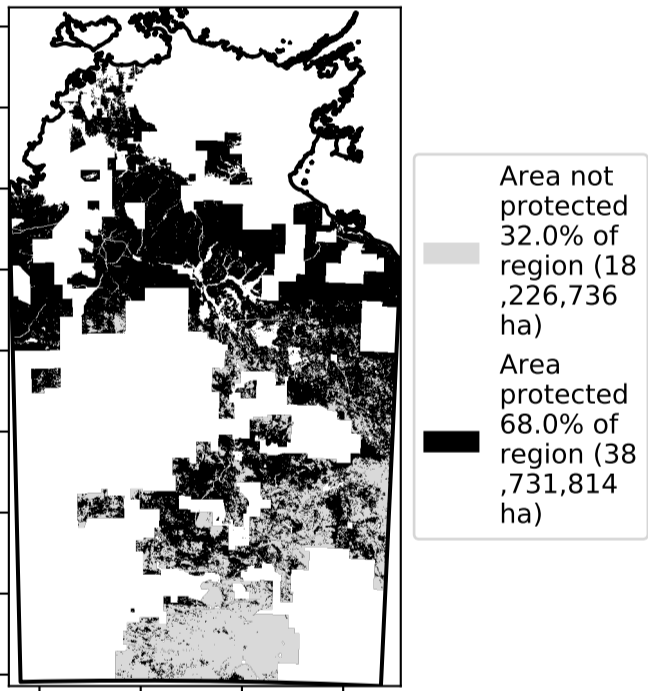 Area not
protected
32.0% of
region (18
,226,736
ha)
Area
protected
68.0% of
region (38
,731,814
ha)